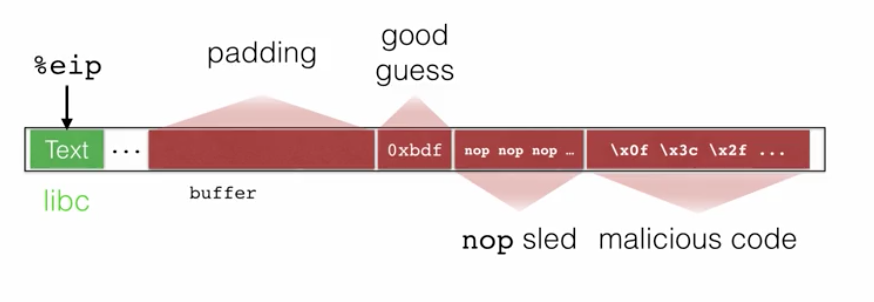 good
guess
padding
%eip
Text ... 0xbdf nop nop nop … \x0f \x3c \x2f ...
libc
buffer
nop sled malicious code